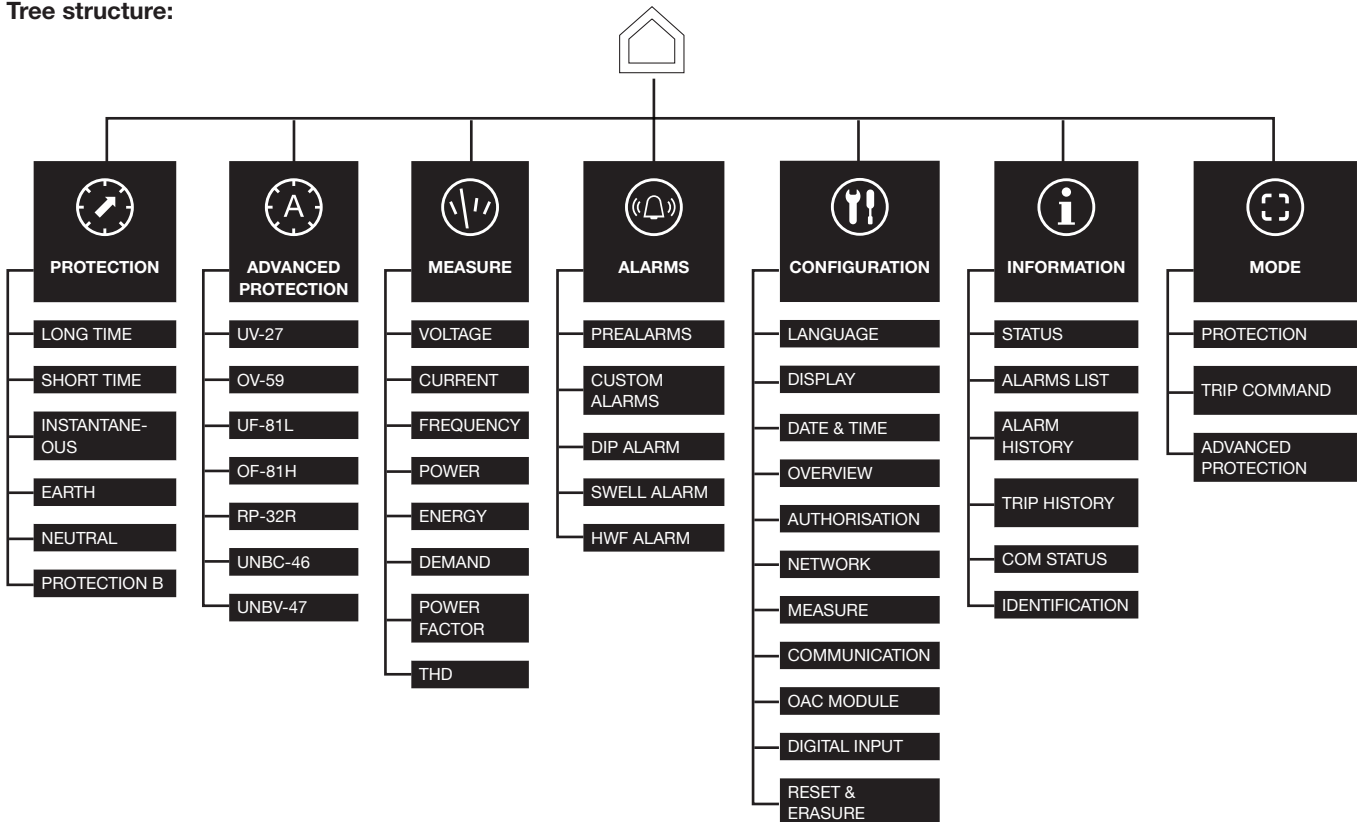 Tree structure:
A
PROTECTION
LONG TIME
SHORT TIME
INSTANTANE-
OUS
EARTH
NEUTRAL
PROTECTION B
ADVANCED
PROTECTION
UV-27
OV-59
UF-81L
OF-81H
RP-32R
UNBC-46
UNBV-47
MEASURE
VOLTAGE
CURRENT
FREQUENCY
POWER
ENERGY
DEMAND
POWER
FACTOR
THD
ALARMS
PREALARMS
CUSTOM
ALARMS
DIP ALARM
SWELL ALARM
HWF ALARM
CONFIGURATION
LANGUAGE
DISPLAY
DATE & TIME
OVERVIEW
AUTHORISATION
NETWORK
MEASURE
COMMUNICATION
OAC MODULE
DIGITAL INPUT
RESET &
ERASURE
i
INFORMATION
STATUS
ALARMS LIST
ALARM
HISTORY
TRIP HISTORY
COM STATUS
IDENTIFICATION
MODE
PROTECTION
TRIP COMMAND
ADVANCED
PROTECTION